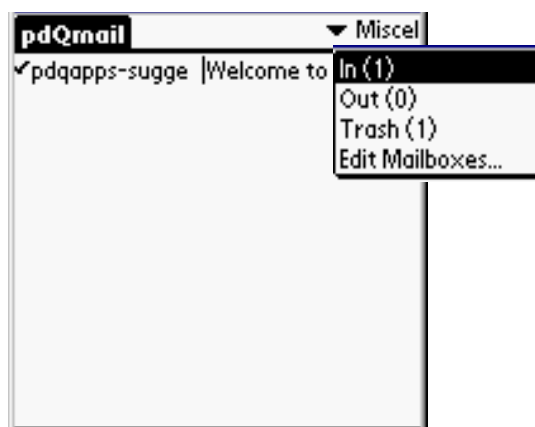 pdQmail
Miscel
pdqapps-sugge Welcome to
In (1)
Out (0)
Trash (1)
Edit Mailboxes...